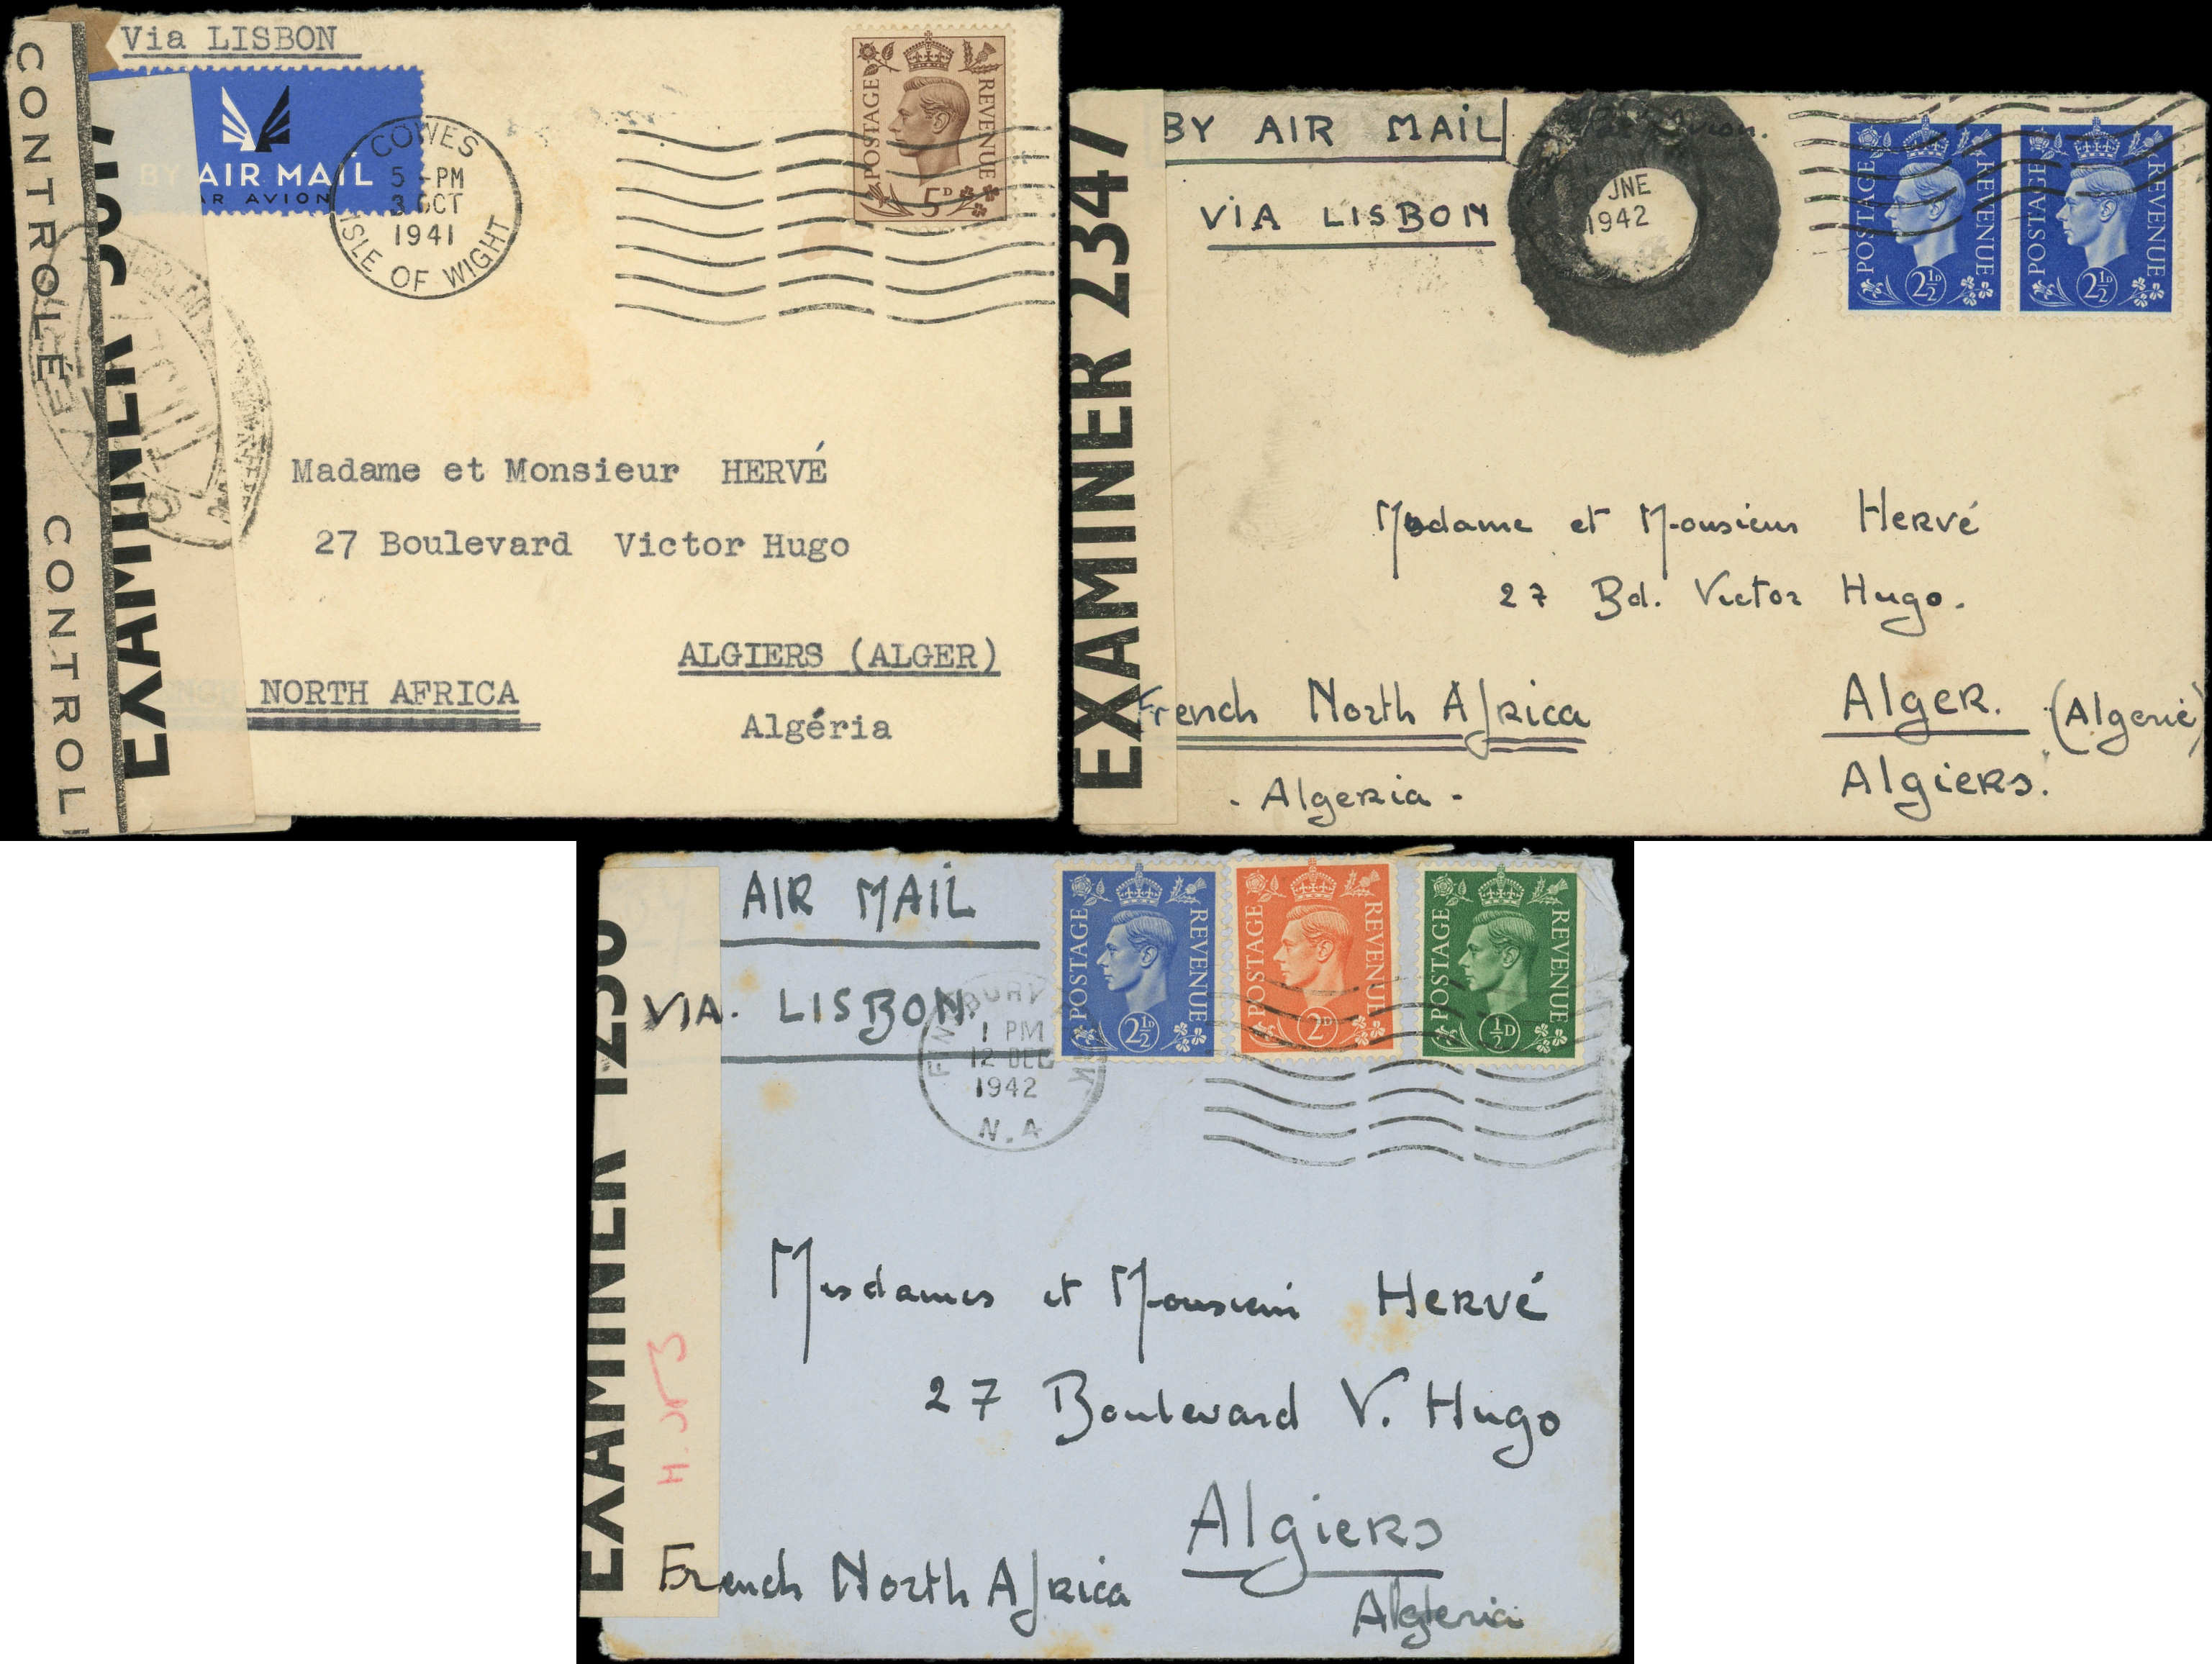 Via LISBON
CONTROLÉ
CONTROL
BY AIR MAIL
AR AVION
COWES
5 -PM
3 OCT
1941
ISLE OF WIGHT
POSTAGE
REVENUE
5D
EXAMINER
Madame et Monsieur HERVÉ
27 Boulevard Victor Hugo
ALGIERS (ALGER)
NORTH AFRICA
Algéria
EXAMINER 2347
BY AIR MAIL
VIA LISBON
JNE
1942
POSTAGE
REVENUE
2½D
POSTAGE
REVENUE
2½D
Madame et Monsieur Hervé
27 Bd. Victor Hugo.
French North Africa
Alger. (Algerie)
- Algeria -
Algiers.
EXAMINER
AIR MAIL
VIA. LISBON.
1 PM
12 DEC
1942
N.A
POSTAGE
REVENUE
2½D
POSTAGE
REVENUE
2D
POSTAGE
REVENUE
½D
Mesdames et Monsieur HERVÉ
27 Boulevard V. Hugo
Algiers
French North Africa
Algeria